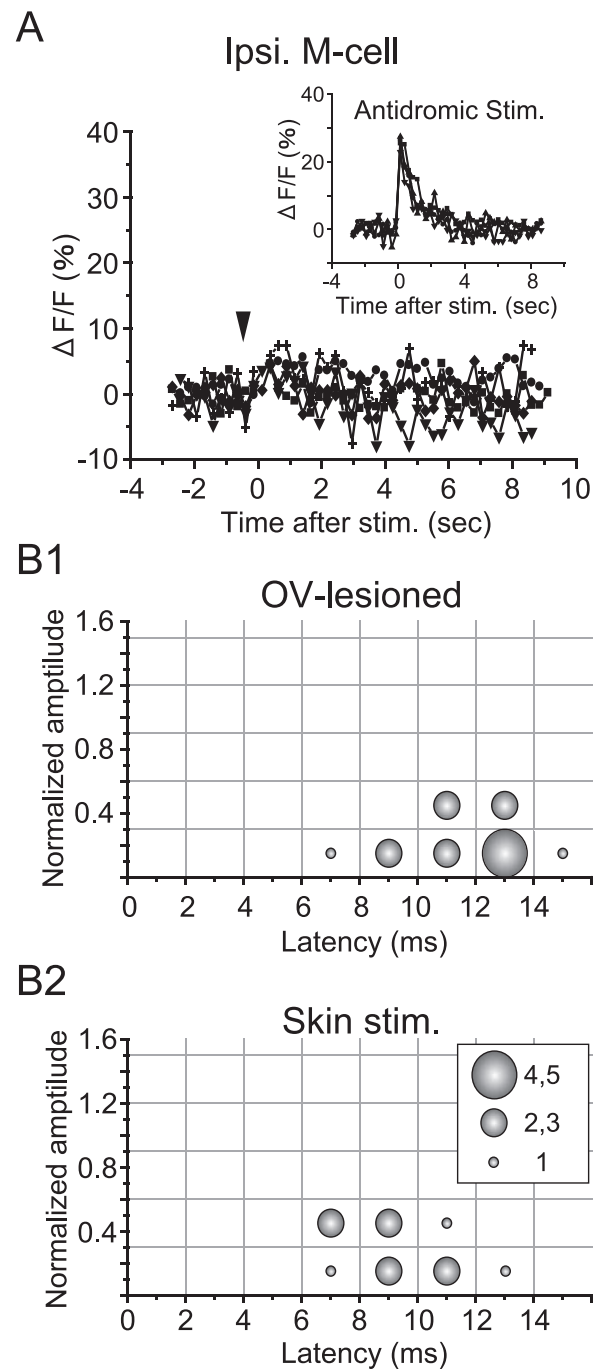 A
Ipsi. M-cell
Antidromic Stim.
Δ F/F (%)
40
20
0
-4 0 4 8
Time after stim. (sec)
Δ F/F (%)
40
30
20
10
0
-10
-4 -2 0 2 4 6 8 10
Time after stim. (sec)
B1
OV-lesioned
Normalized amptilude
1.6
1.2
0.8
0.4
0 2 4 6 8 10 12 14
Latency (ms)
B2
Skin stim.
Normalized amptilude
1.6
1.2
0.8
0.4
4,5
2,3
1
0 2 4 6 8 10 12 14
Latency (ms)